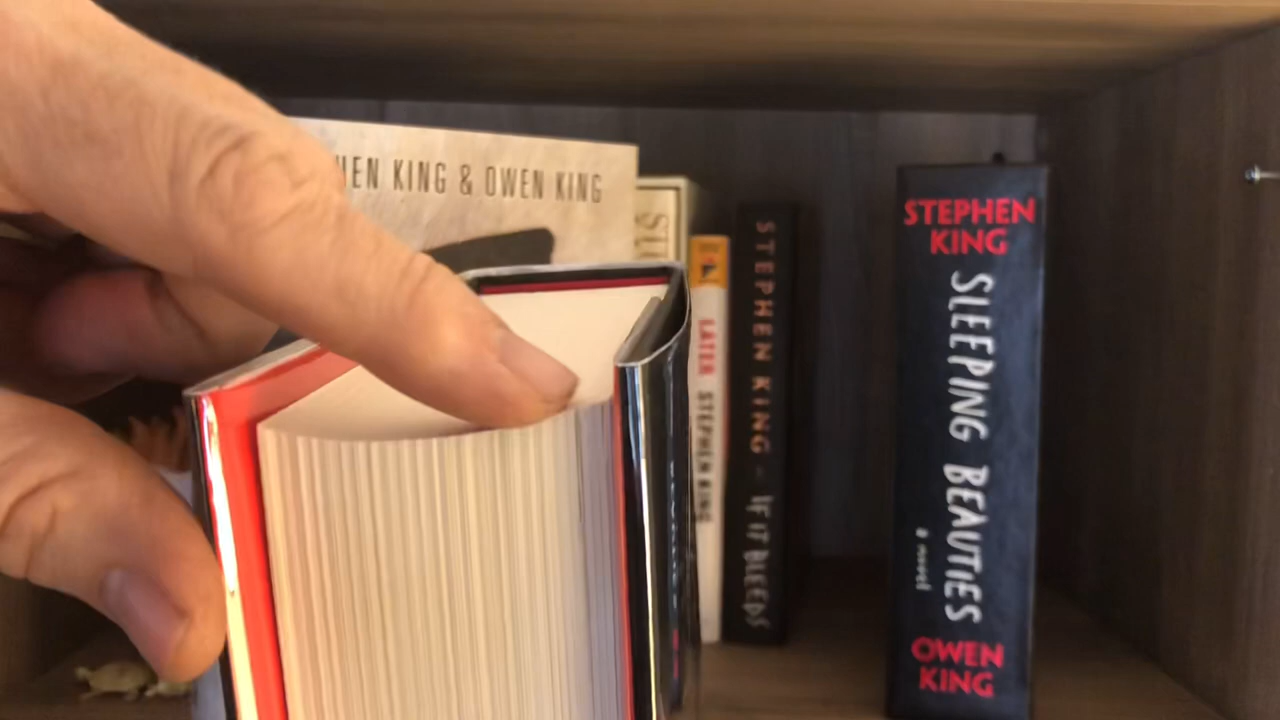 HEN KING & OWEN KING
LATER STEPHEN KING
STEPHEN KING - IF IT BLEEDS
STEPHEN
KING
SLEEPING BEAUTIES
a novel
OWEN
KING